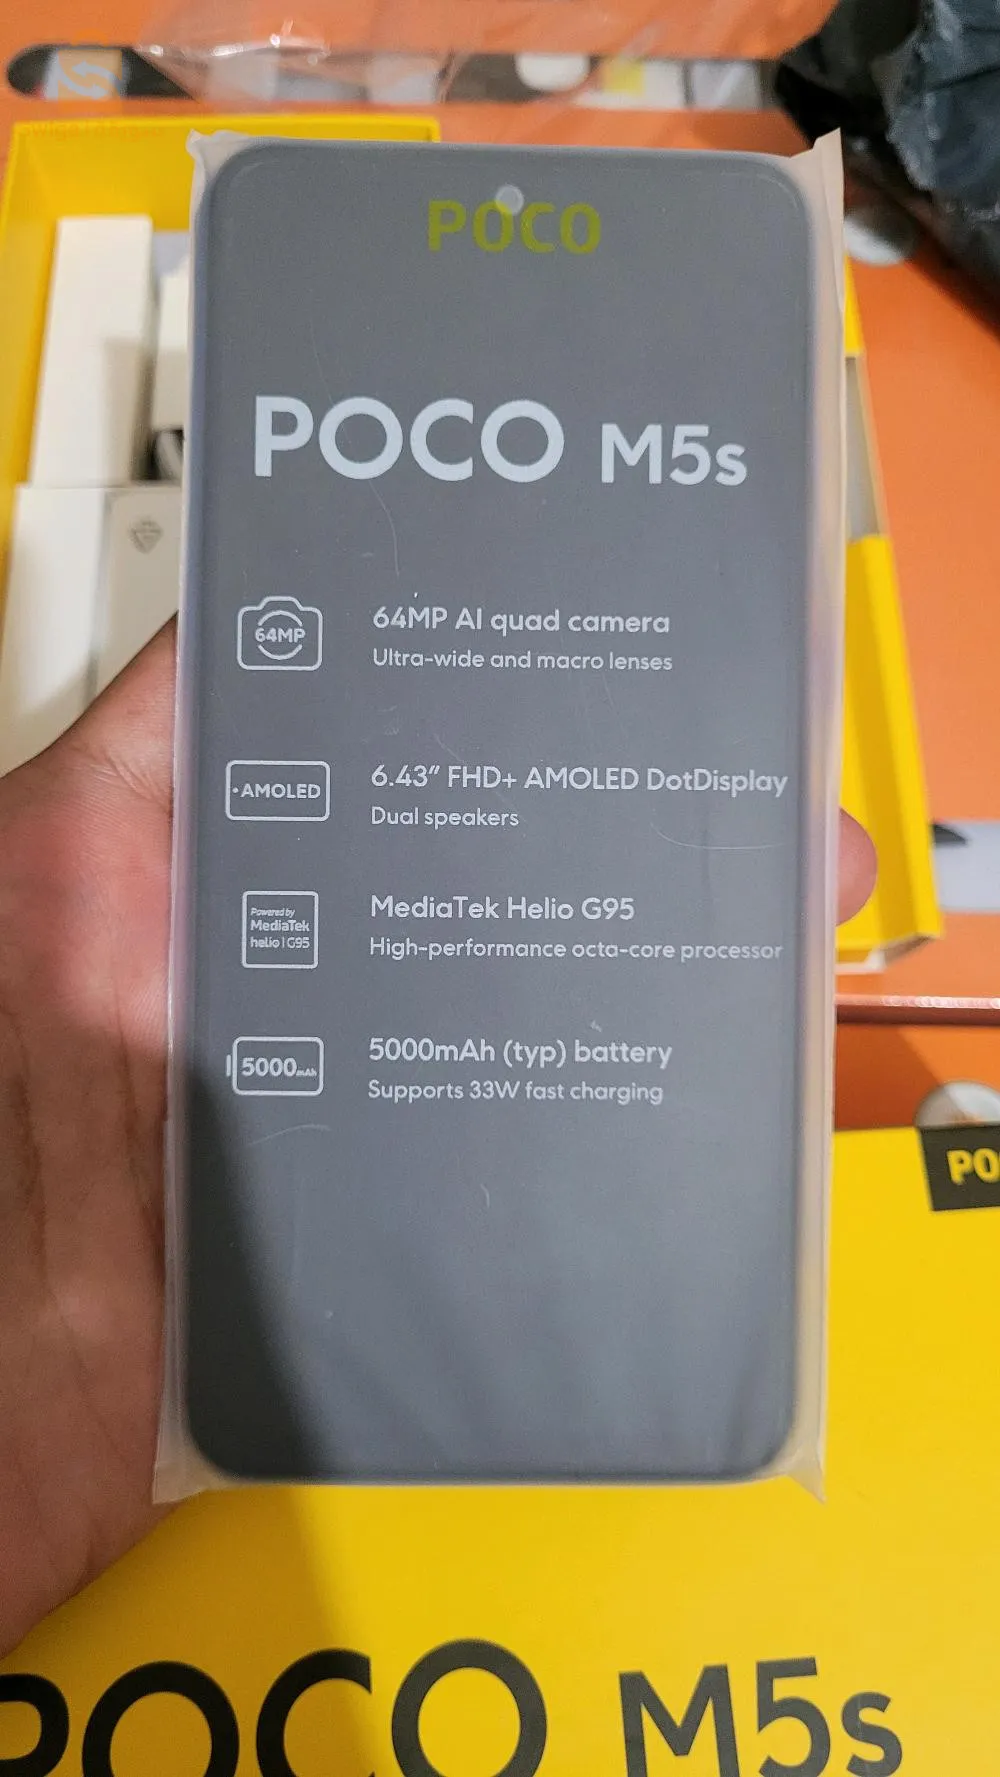 POCO
POCO M5s
64MP
64MP AI quad camera
Ultra-wide and macro lenses
AMOLED
6.43" FHD+ AMOLED DotDisplay
Dual speakers
Powered by
MediaTek
helio | G95
MediaTek Helio G95
High-performance octa-core processor
5000mAh
5000mAh (typ) battery
Supports 33W fast charging
PO
POCO M5s